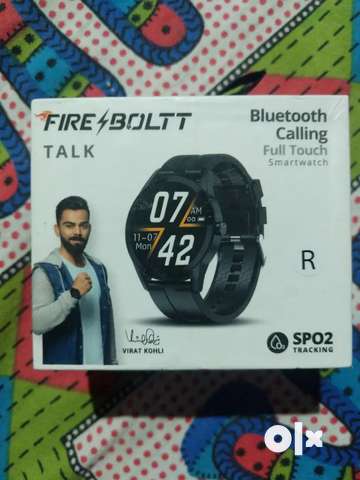 FIRE BOLTT
TALK
Bluetooth
Calling
Full Touch
Smartwatch
07
AM
11-07
Mon
42
R
VIRAT KOHLI
SPO2
TRACKING
olx